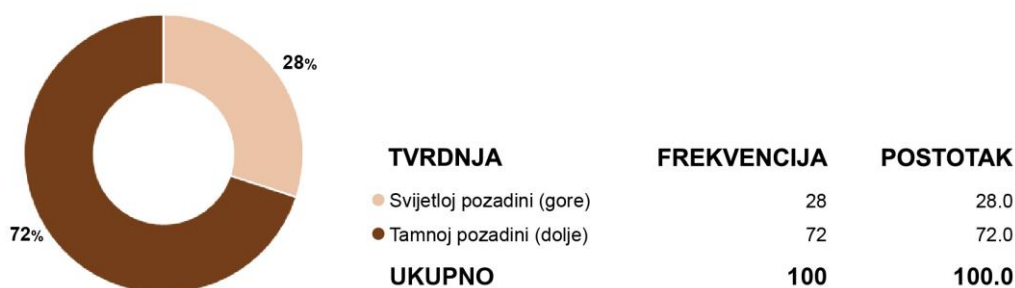 28%
72%
TVRDNJA FREKVENCIJA POSTOTAK
Svijetloj pozadini (gore) 28 28.0
Tamnoj pozadini (dolje) 72 72.0
UKUPNO 100 100.0